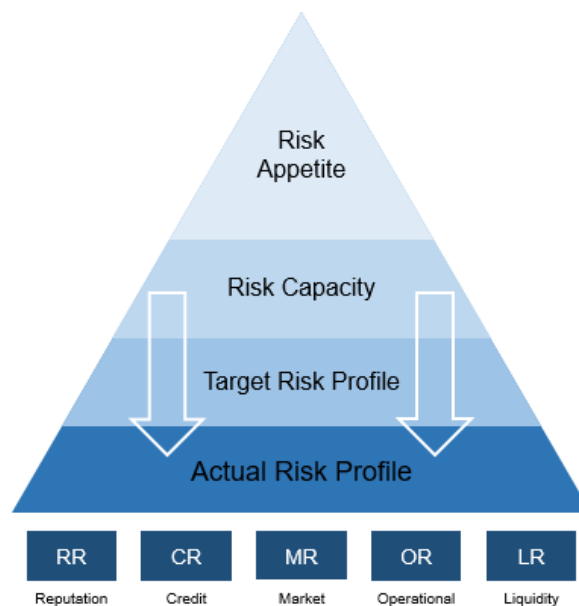 Risk
Appetite
Risk Capacity
Target Risk Profile
Actual Risk Profile
RR CR MR OR LR
Reputation Credit Market Operational Liquidity